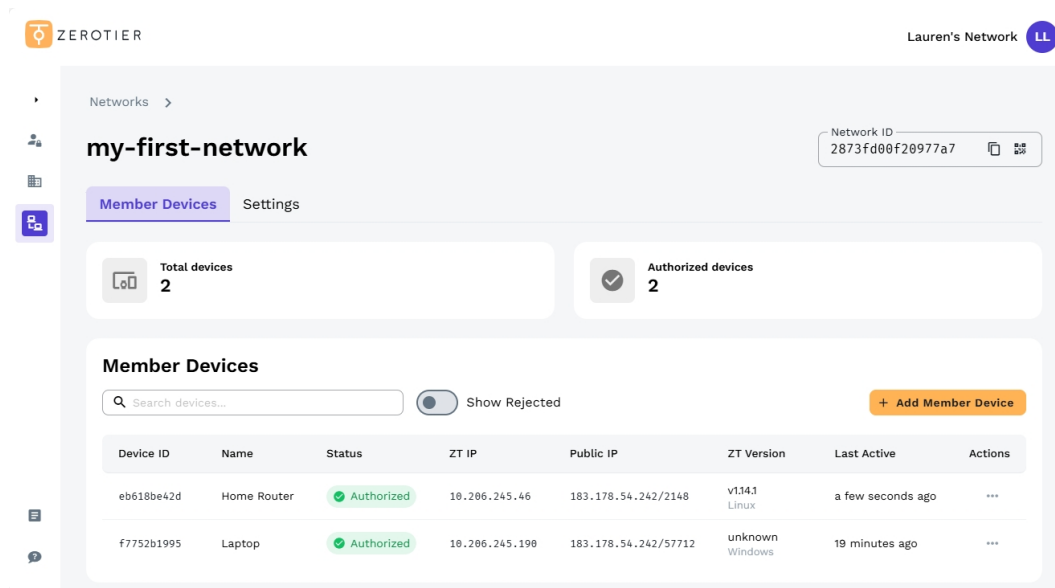 ZEROTIER
Lauren's Network
LL
Networks
my-first-network
Network ID
2873fd00f20977a7
Member Devices
Settings
Total devices
2
Authorized devices
2
Member Devices
Search devices...
Show Rejected
+ Add Member Device
Device ID Name Status ZT IP Public IP ZT Version Last Active Actions
eb618be42d Home Router Authorized 10.206.245.46 183.178.54.242/2148 v1.14.1 a few seconds ago
Linux
f7752b1995 Laptop Authorized 10.206.245.190 183.178.54.242/57712 unknown 19 minutes ago
Windows